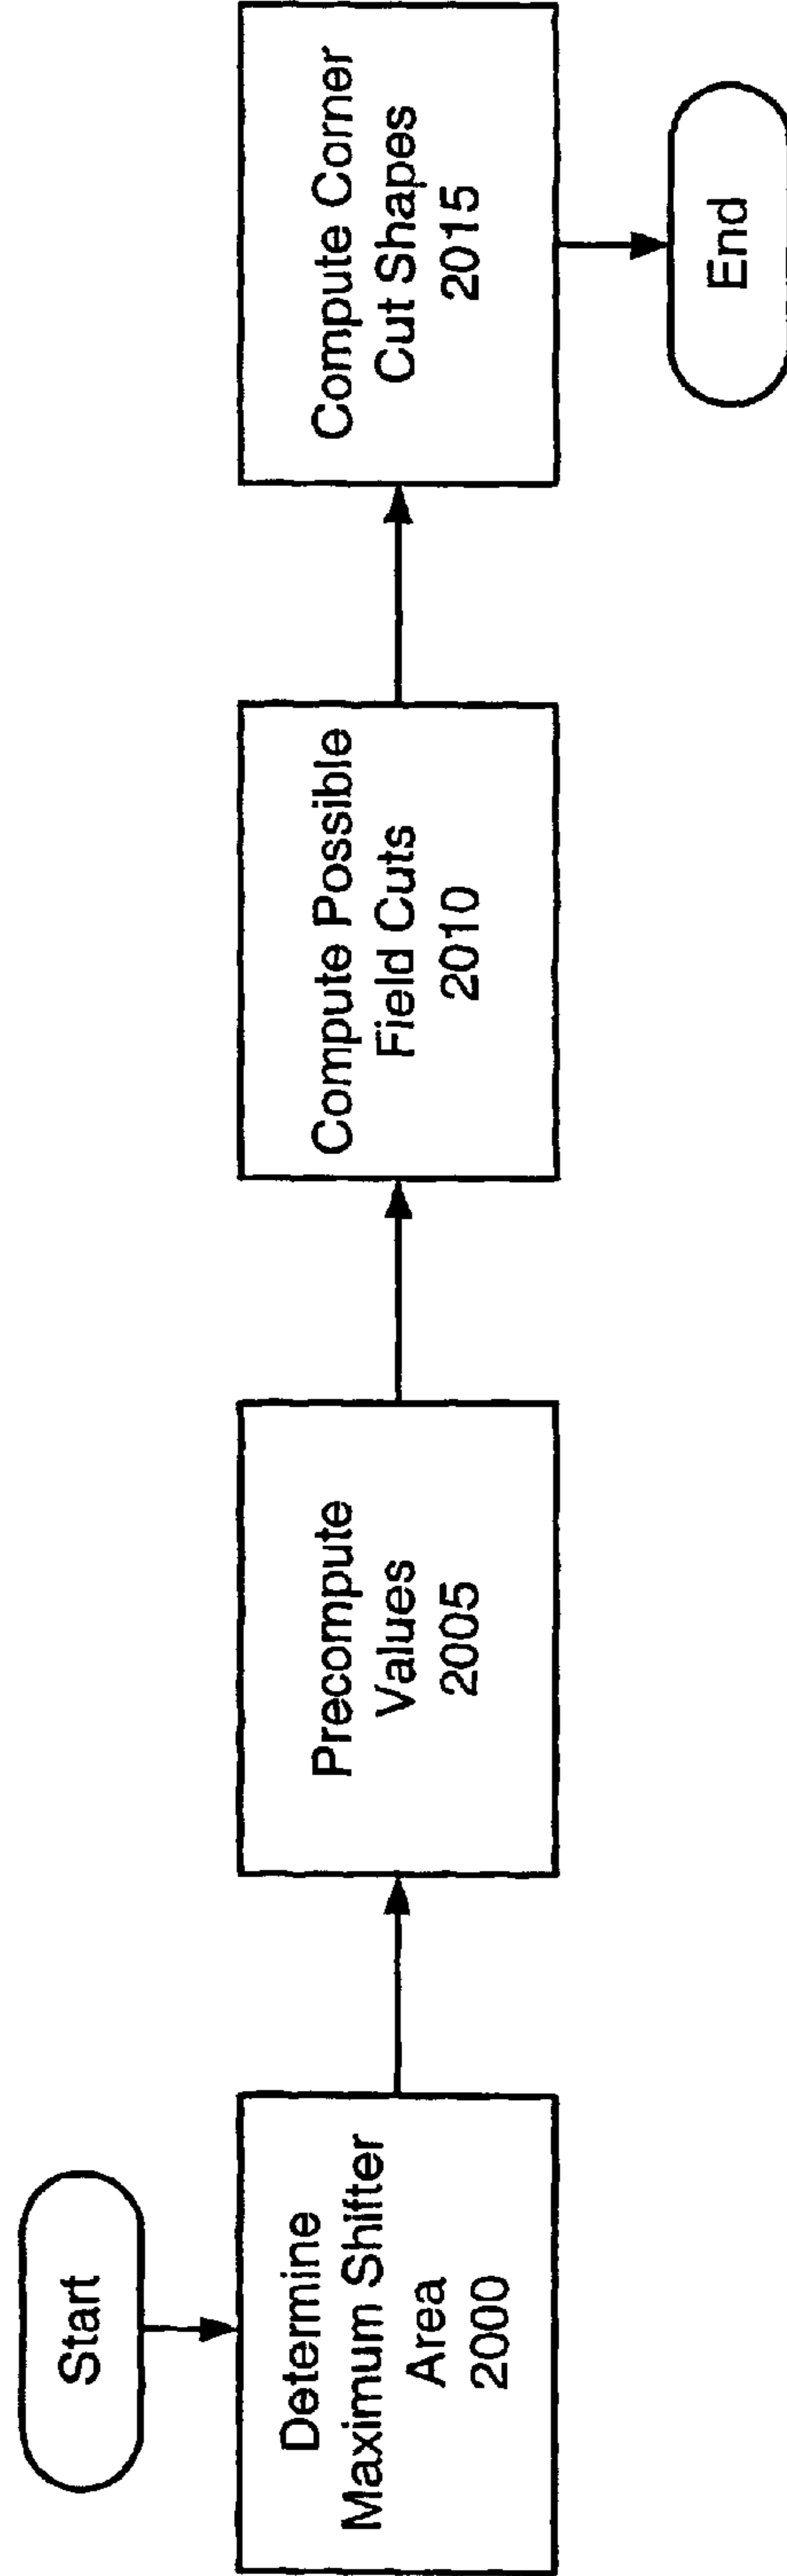 Start
Determine
Maximum Shifter
Area
2000
Precompute
Values
2005
Compute Possible
Field Cuts
2010
Compute Corner
Cut Shapes
2015
End